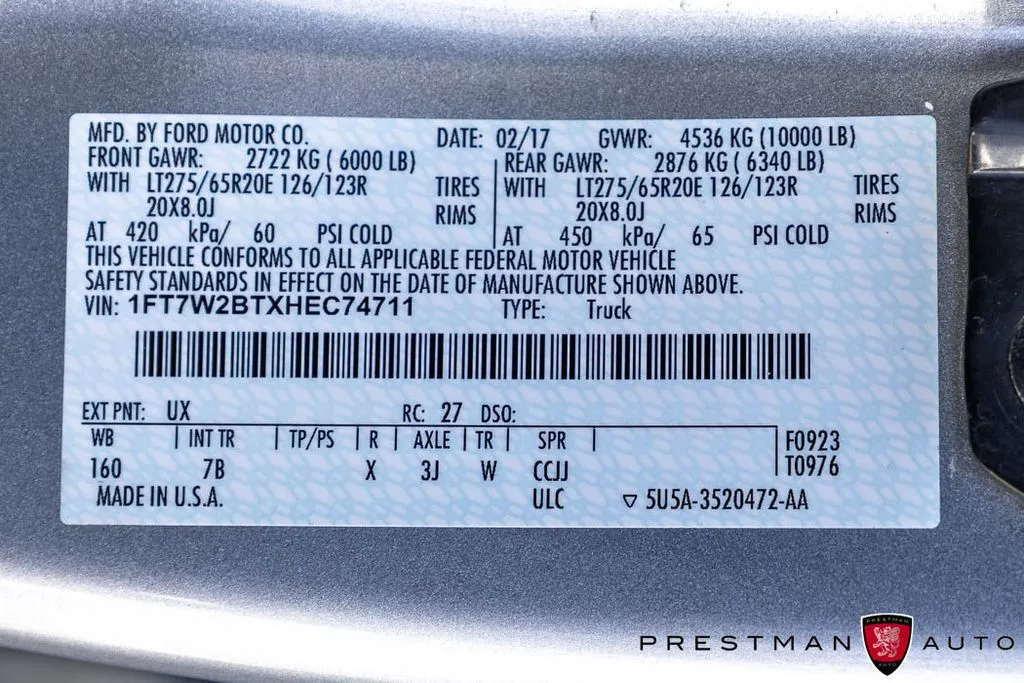 MFD. BY FORD MOTOR CO. DATE: 02/17 GVWR: 4536 KG (10000 LB)
FRONT GAWR: 2722 KG ( 6000 LB) REAR GAWR: 2876 KG ( 6340 LB)
WITH LT275/65R20E 126/123R TIRES WITH LT275/65R20E 126/123R TIRES
20X8.0J RIMS 20X8.0J RIMS
AT 420 kPa/ 60 PSI COLD AT 450 kPa/ 65 PSI COLD
THIS VEHICLE CONFORMS TO ALL APPLICABLE FEDERAL MOTOR VEHICLE
SAFETY STANDARDS IN EFFECT ON THE DATE OF MANUFACTURE SHOWN ABOVE.
VIN: 1FT7W2BTXHEC74711 TYPE: Truck
EXT PNT: UX RC: 27 DSO:
WB INT TR TP/PS R AXLE TR SPR F0923
160 7B X 3J W CCJJ T0976
MADE IN U.S.A. ULC ▽ 5U5A-3520472-AA
PRESTMAN PRESTMAN AUTO AUTO